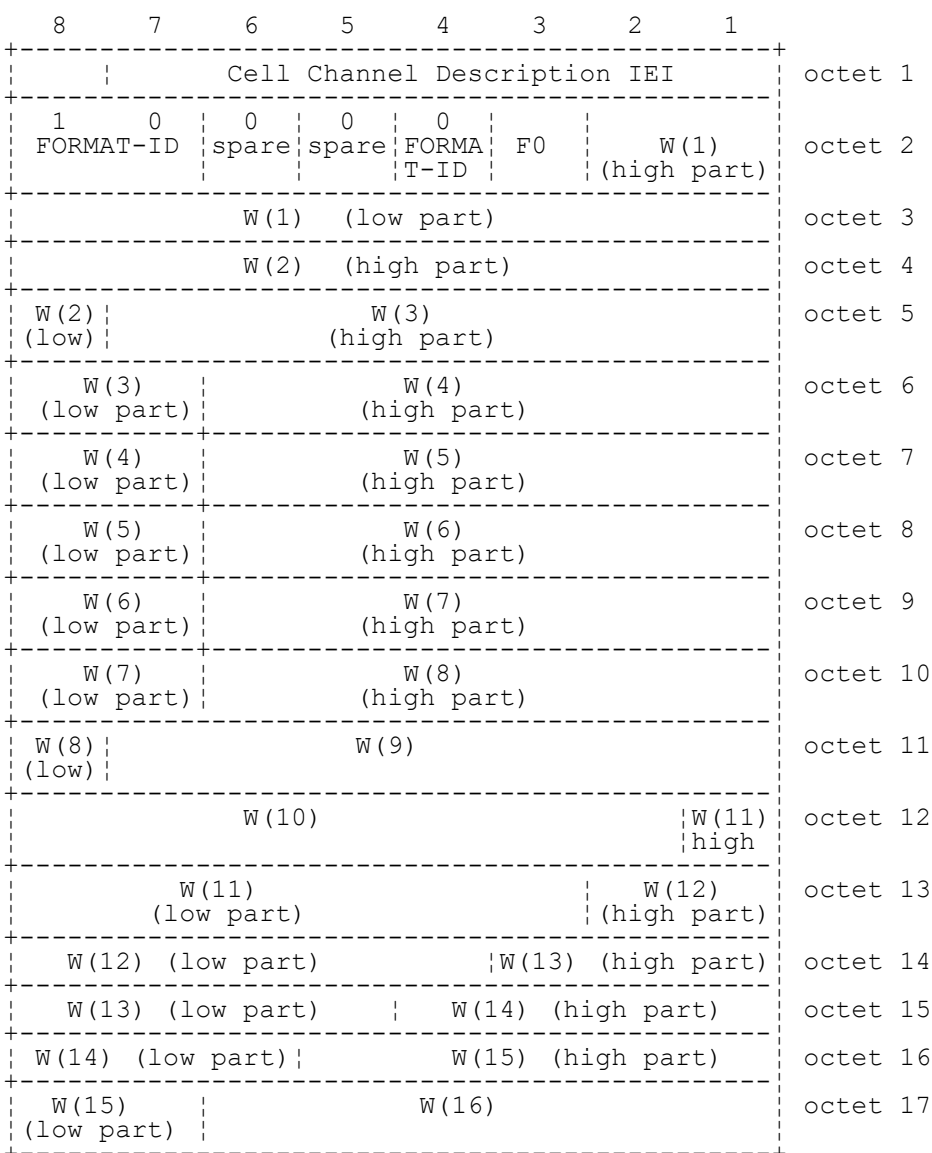 8 7 6 5 4 3 2 1
Cell Channel Description IEI octet 1
1 0 0 0 0
FORMAT-ID spare spare FORMA F0 W(1) octet 2
T-ID (high part)
W(1) (low part) octet 3
W(2) (high part) octet 4
W(2) W(3) octet 5
(low) (high part)
W(3) W(4) octet 6
(low part) (high part)
W(4) W(5) octet 7
(low part) (high part)
W(5) W(6) octet 8
(low part) (high part)
W(6) W(7) octet 9
(low part) (high part)
W(7) W(8) octet 10
(low part) (high part)
W(8) W(9) octet 11
(low)
W(10) W(11) octet 12
high
W(11) W(12) octet 13
(low part) (high part)
W(12) (low part) W(13) (high part) octet 14
W(13) (low part) W(14) (high part) octet 15
W(14) (low part) W(15) (high part) octet 16
W(15) W(16) octet 17
(low part)